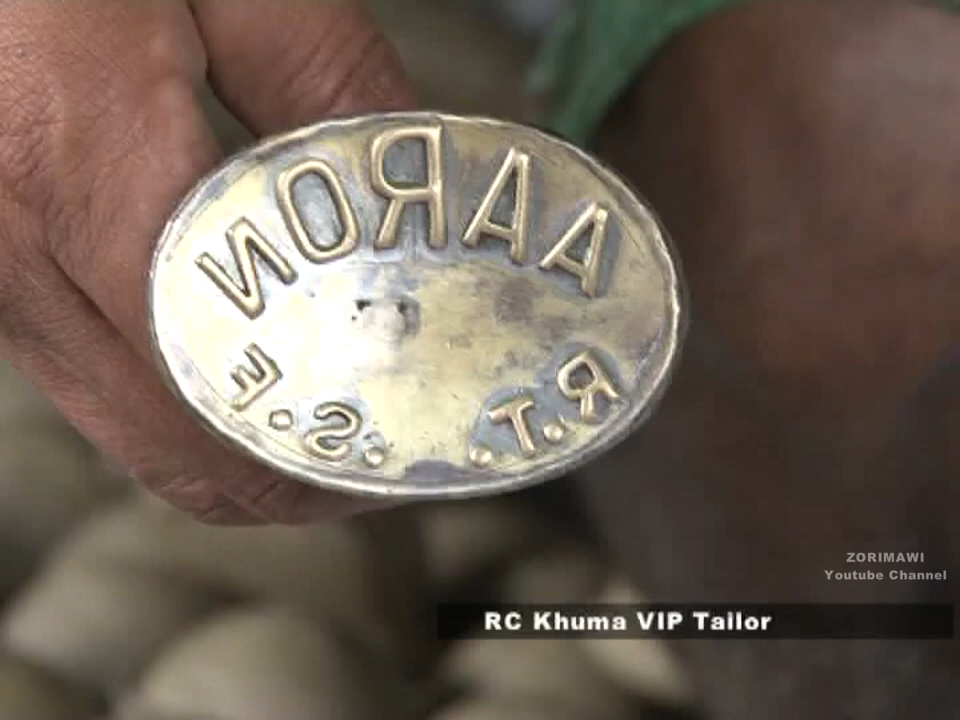 AARON
R.T. .S.E
ZORIMAWI
Youtube Channel
RC Khuma VIP Tailor